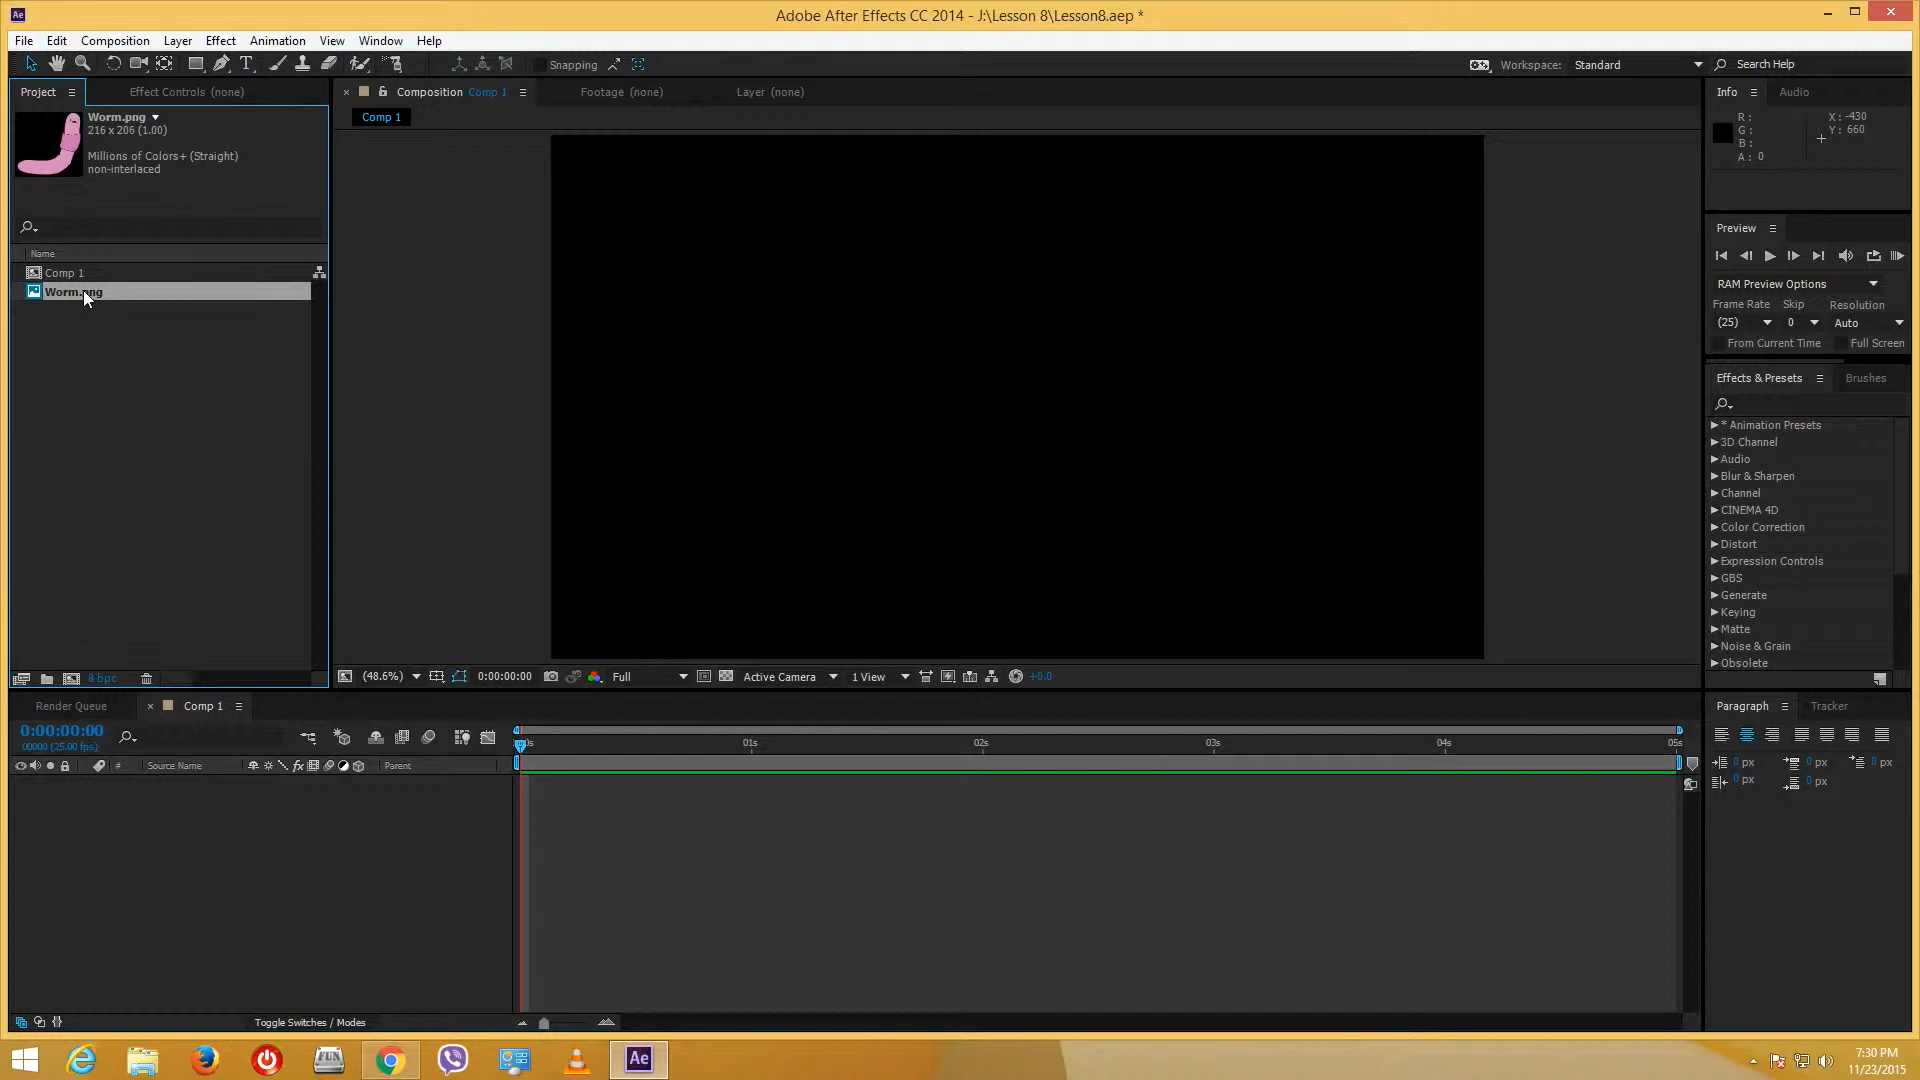 Ae
Adobe After Effects CC 2014 - J:\Lesson 8\Lesson8.aep *
File Edit Composition Layer Effect Animation View Window Help
T Snapping Workspace: Standard Search Help
Project Effect Controls (none)
Worm.png
216 x 206 (1.00)
Millions of Colors+ (Straight)
non-interlaced
Name
Comp 1
Worm.png
8 bpc
Composition Comp 1 Footage (none) Layer (none)
Comp 1
(48.6%) 0:00:00:00 Full Active Camera 1 View +0.0
Info Audio
R :
G :
B :
A : 0
X : -430
Y : 660
Preview
RAM Preview Options
Frame Rate Skip Resolution
(25) 0 Auto
From Current Time Full Screen
Effects & Presets Brushes
* Animation Presets
3D Channel
Audio
Blur & Sharpen
Channel
CINEMA 4D
Color Correction
Distort
Expression Controls
GBS
Generate
Keying
Matte
Noise & Grain
Obsolete
Render Queue Comp 1
0:00:00:00
00000 (25.00 fps)
# Source Name fx Parent
01s 02s 03s 04s 05s
Toggle Switches / Modes
Paragraph Tracker
0 px 0 px 0 px
0 px 0 px
FUN
Ae
7:30 PM
11/23/2015